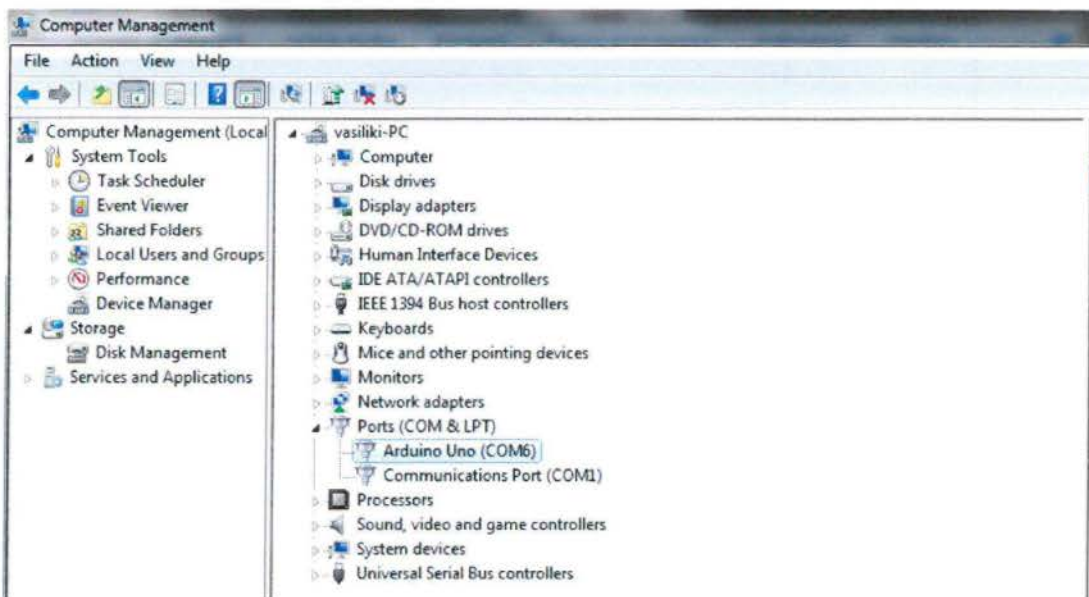 Computer Management
File Action View Help
Computer Management (Local
System Tools
Task Scheduler
Event Viewer
Shared Folders
Local Users and Groups
Performance
Device Manager
Storage
Disk Management
Services and Applications
vasiliki-PC
Computer
Disk drives
Display adapters
DVD/CD-ROM drives
Human Interface Devices
IDE ATA/ATAPI controllers
IEEE 1394 Bus host controllers
Keyboards
Mice and other pointing devices
Monitors
Network adapters
Ports (COM & LPT)
Arduino Uno (COM6)
Communications Port (COM1)
Processors
Sound, video and game controllers
System devices
Universal Serial Bus controllers